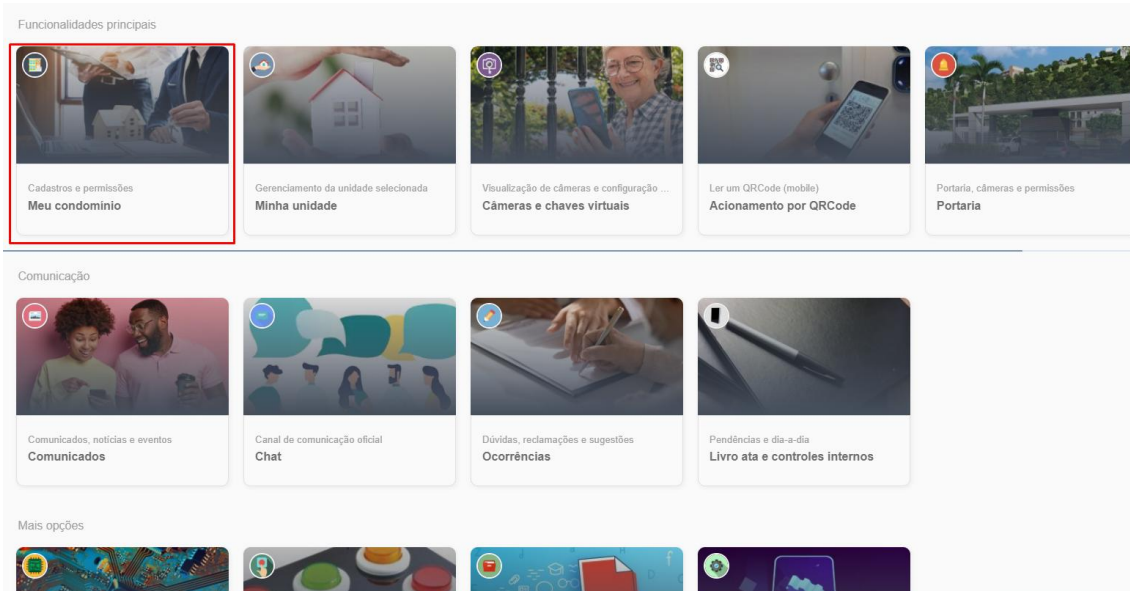 Funcionalidades principais
Cadastros e permissões
Meu condomínio
Gerenciamento da unidade selecionada
Minha unidade
Visualização de câmeras e configuração ...
Câmeras e chaves virtuais
Ler um QRCode (mobile)
Acionamento por QRCode
Portaria, câmeras e permissões
Portaria
Comunicação
Comunicados, notícias e eventos
Comunicados
Canal de comunicação oficial
Chat
Dúvidas, reclamações e sugestões
Ocorrências
Pendências e dia-a-dia
Livro ata e controles internos
Mais opções